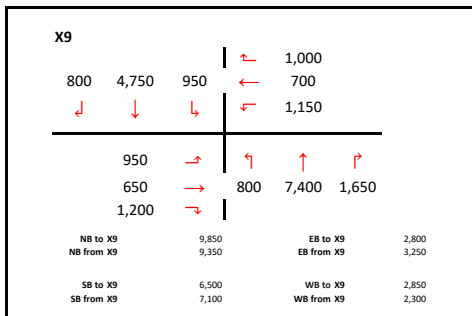 X9
1,000
800 4,750 950 700
1,150
950
650 800 7,400 1,650
1,200
NB to X9 9,850 EB to X9 2,800
NB from X9 9,350 EB from X9 3,250
SB to X9 6,500 WB to X9 2,850
SB from X9 7,100 WB from X9 2,300